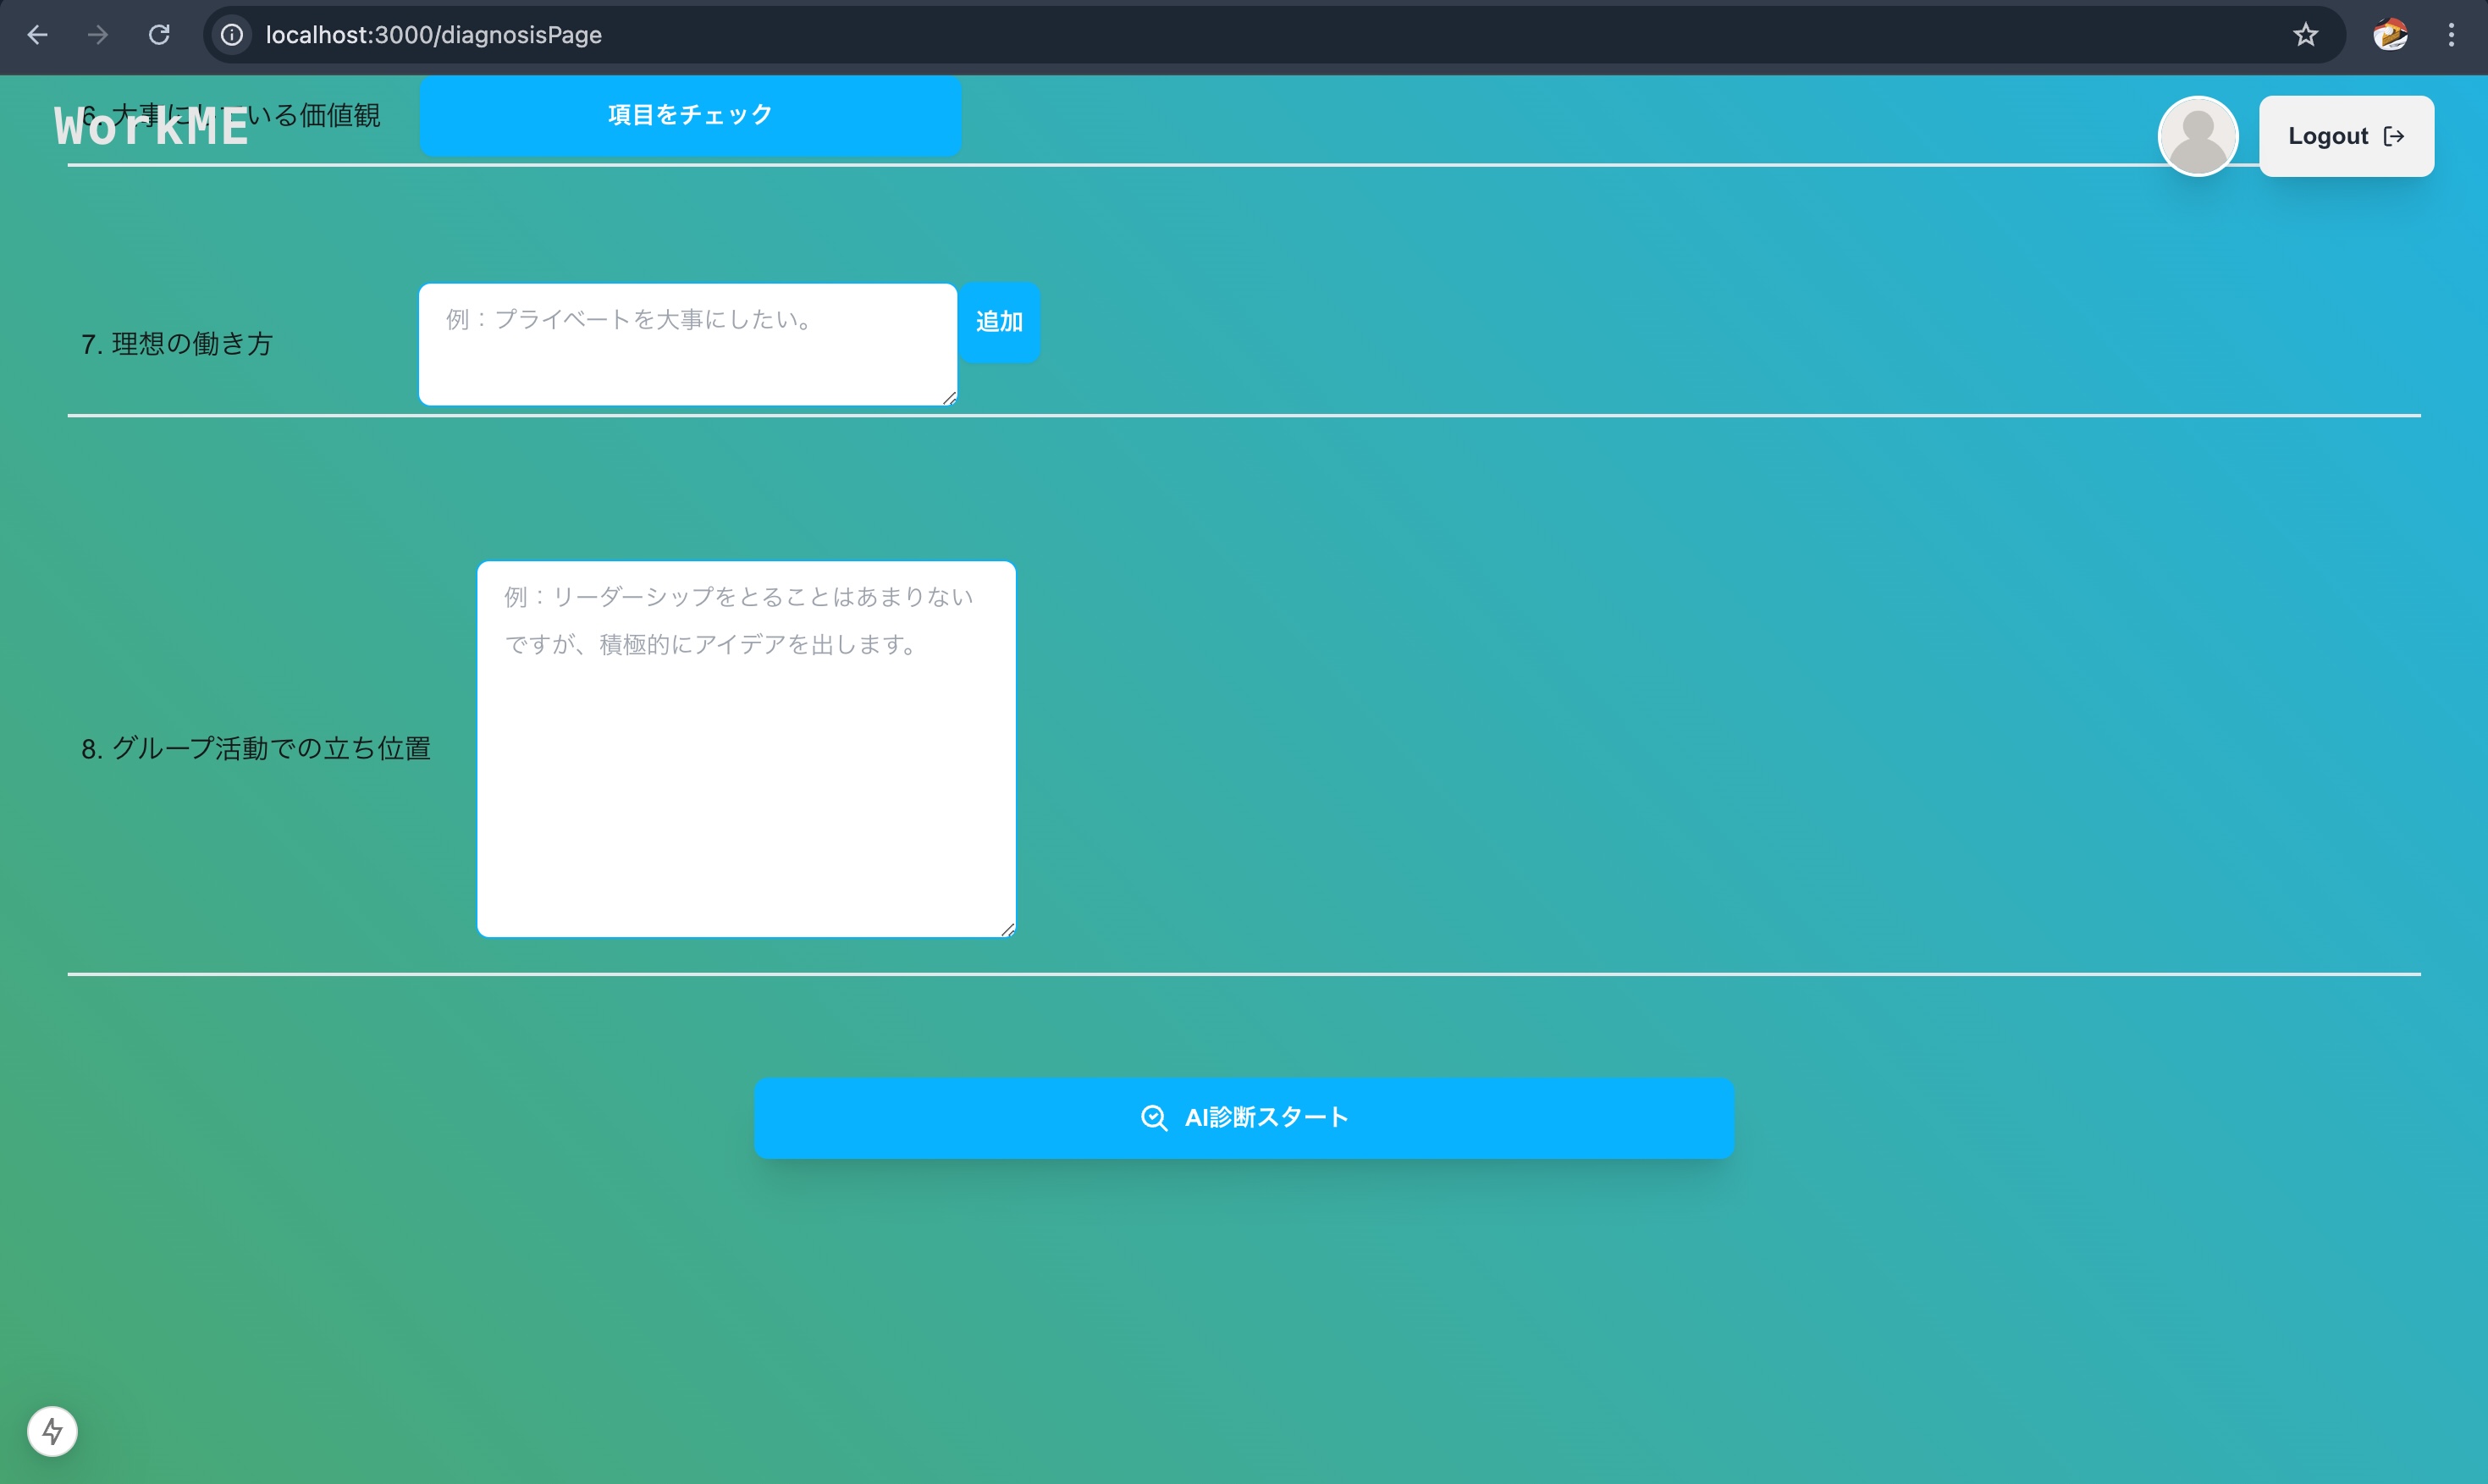 localhost:3000/diagnosisPage
WorkME
6. 大事にしている価値観
項目をチェック
Logout
7. 理想の働き方
例：プライベートを大事にしたい。
追加
8. グループ活動での立ち位置
例：リーダーシップをとることはあまりない
ですが、積極的にアイデアを出します。
AI診断スタート